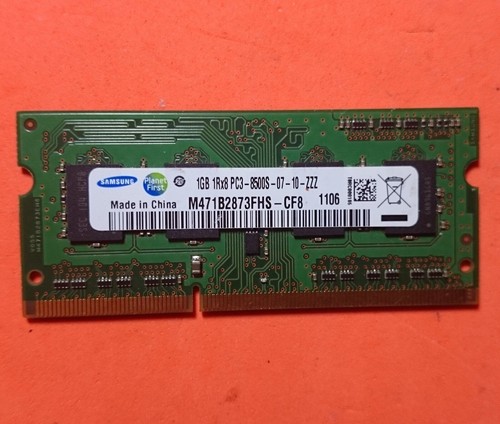 SAMSUNG Planet First 1GB 1Rx8 PC3-8500S-07-10-ZZZ
Made in China M471B2873FHS-CF8 1106